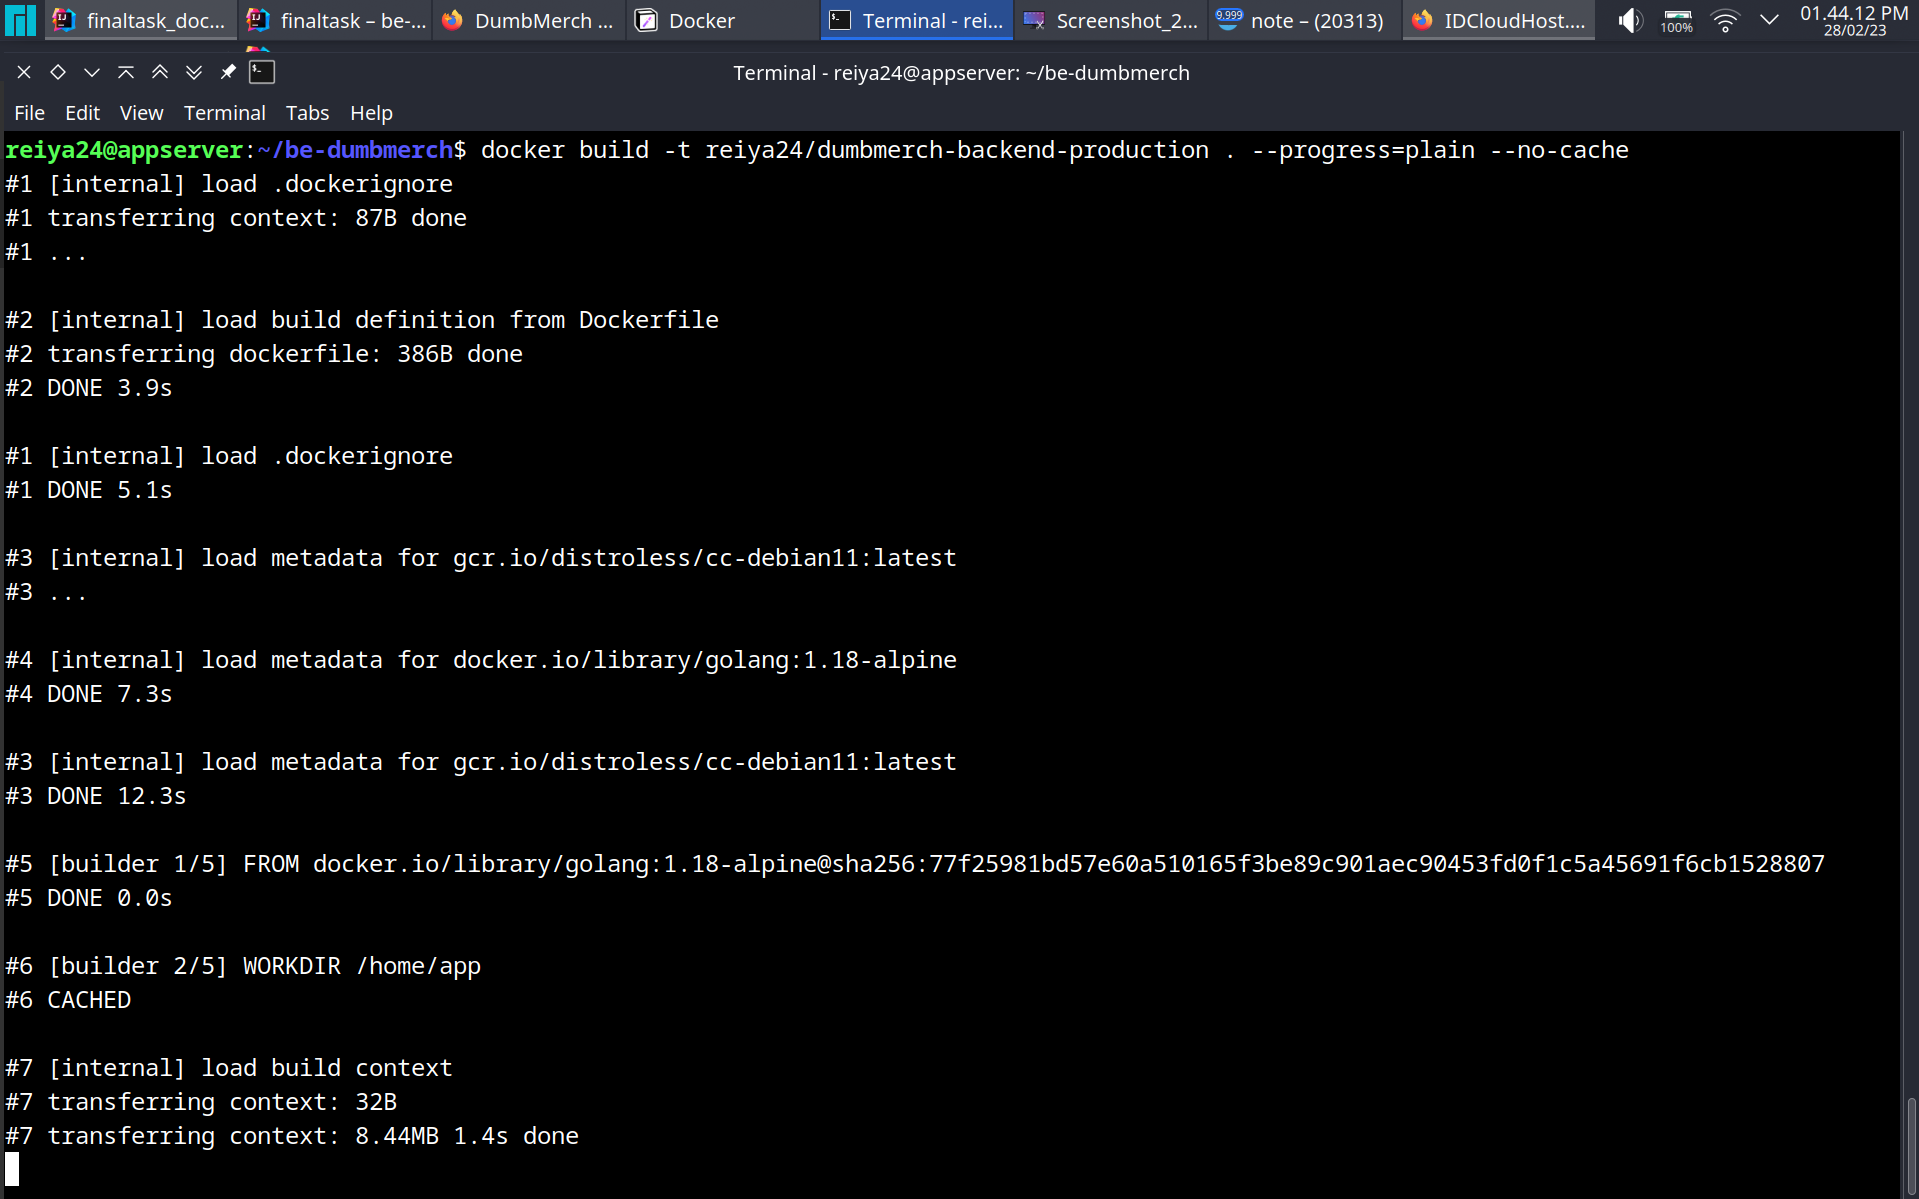 finaltask_doc...
finaltask – be-...
DumbMerch ...
Docker
Terminal - rei...
Screenshot_2...
9,999
note – (20313)
IDCloudHost....
100%
01.44.12 PM
28/02/23
Terminal - reiya24@appserver: ~/be-dumbmerch
File Edit View Terminal Tabs Help
reiya24@appserver:~/be-dumbmerch$ docker build -t reiya24/dumbmerch-backend-production . --progress=plain --no-cache
#1 [internal] load .dockerignore
#1 transferring context: 87B done
#1 ...
#2 [internal] load build definition from Dockerfile
#2 transferring dockerfile: 386B done
#2 DONE 3.9s
#1 [internal] load .dockerignore
#1 DONE 5.1s
#3 [internal] load metadata for gcr.io/distroless/cc-debian11:latest
#3 ...
#4 [internal] load metadata for docker.io/library/golang:1.18-alpine
#4 DONE 7.3s
#3 [internal] load metadata for gcr.io/distroless/cc-debian11:latest
#3 DONE 12.3s
#5 [builder 1/5] FROM docker.io/library/golang:1.18-alpine@sha256:77f25981bd57e60a510165f3be89c901aec90453fd0f1c5a45691f6cb1528807
#5 DONE 0.0s
#6 [builder 2/5] WORKDIR /home/app
#6 CACHED
#7 [internal] load build context
#7 transferring context: 32B
#7 transferring context: 8.44MB 1.4s done